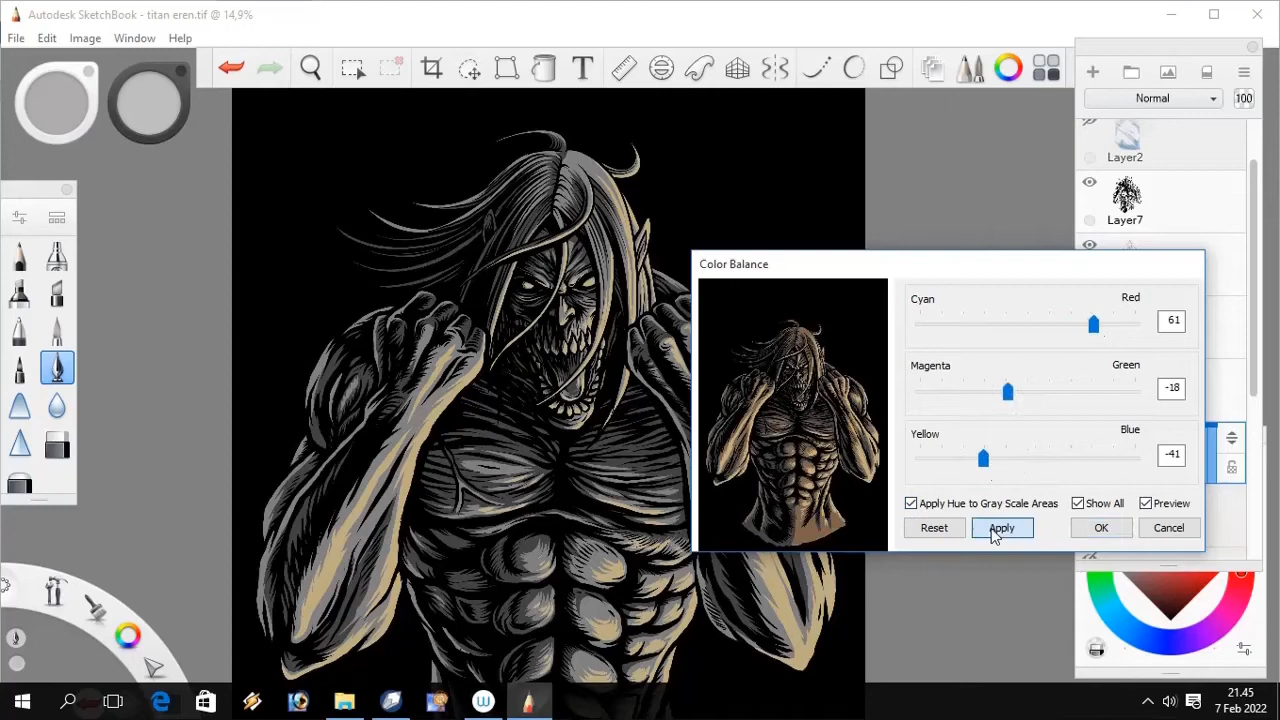 Autodesk SketchBook - titan eren.tif @ 14,9%
File Edit Image Window Help
T
Normal 100
Layer2
Layer7
Color Balance
Cyan Red
61
Magenta Green
-18
Yellow Blue
-41
Apply Hue to Gray Scale Areas Show All Preview
Reset Apply OK Cancel
21.45
7 Feb 2022